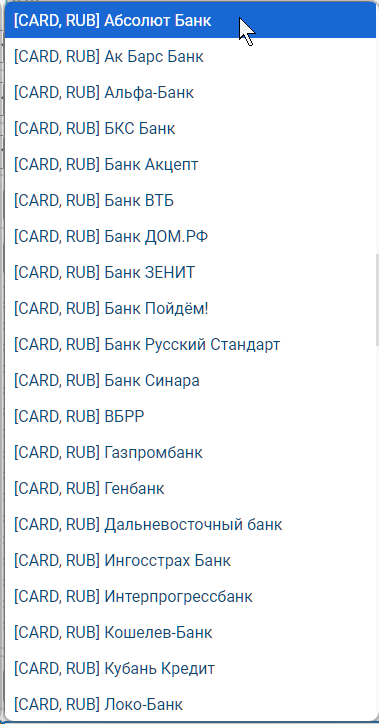 [CARD, RUB] Абсолют Банк
[CARD, RUB] Ак Барс Банк
[CARD, RUB] Альфа-Банк
[CARD, RUB] БКС Банк
[CARD, RUB] Банк Акцепт
[CARD, RUB] Банк ВТБ
[CARD, RUB] Банк ДОМ.РФ
[CARD, RUB] Банк ЗЕНИТ
[CARD, RUB] Банк Пойдём!
[CARD, RUB] Банк Русский Стандарт
[CARD, RUB] Банк Синара
[CARD, RUB] ВБРР
[CARD, RUB] Газпромбанк
[CARD, RUB] Генбанк
[CARD, RUB] Дальневосточный банк
[CARD, RUB] Ингосстрах Банк
[CARD, RUB] Интерпрогрессбанк
[CARD, RUB] Кошелев-Банк
[CARD, RUB] Кубань Кредит
[CARD, RUB] Локо-Банк